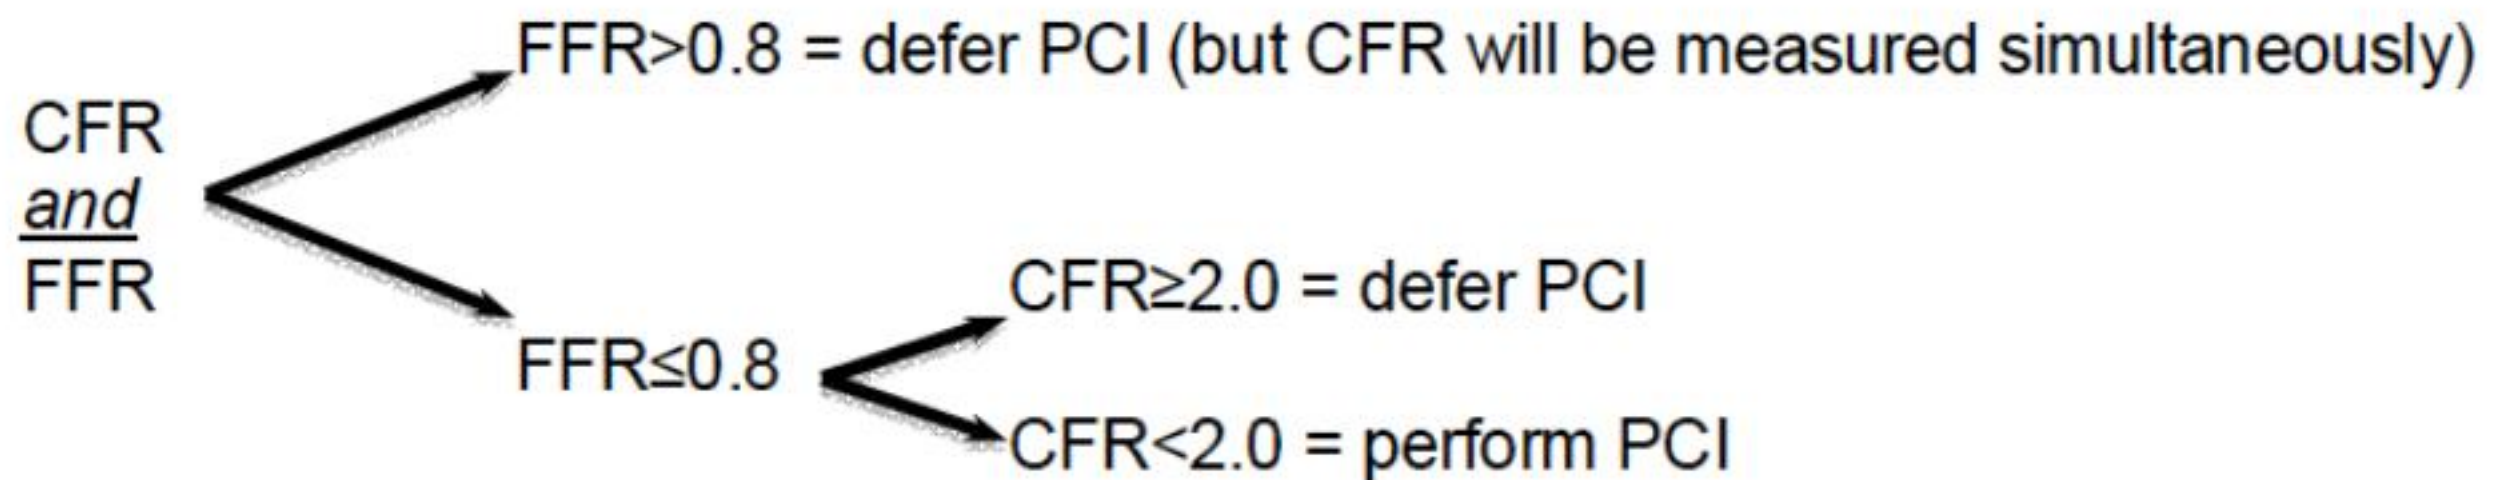 FFR>0.8 = defer PCI (but CFR will be measured simultaneously)
CFR
and
FFR
CFR≥2.0 = defer PCI
FFR≤0.8
CFR<2.0 = perform PCI